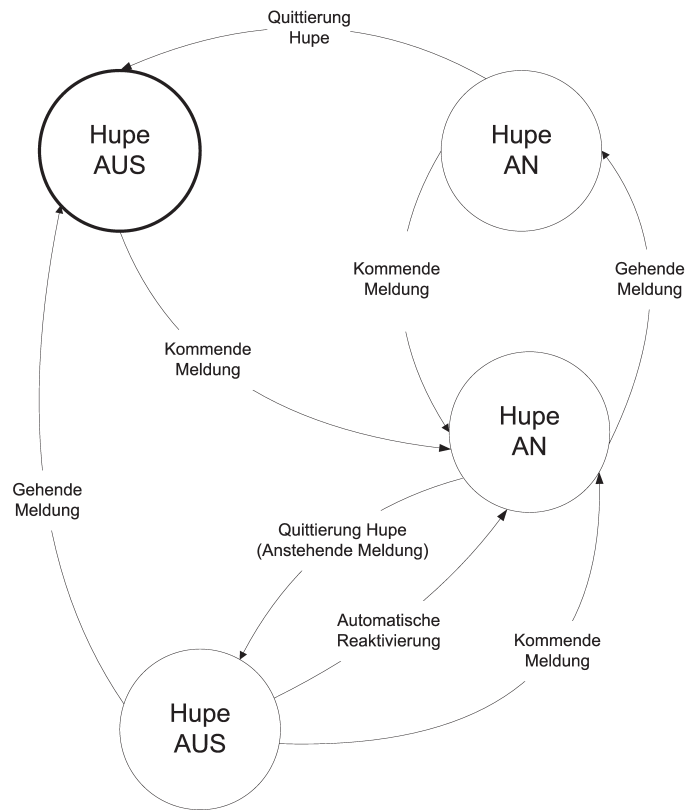 Quittierung
Hupe
Hupe
AUS
Hupe
AN
Kommende
Meldung
Gehende
Meldung
Kommende
Meldung
Hupe
AN
Gehende
Meldung
Quittierung Hupe
(Anstehende Meldung)
Automatische
Reaktivierung
Kommende
Meldung
Hupe
AUS